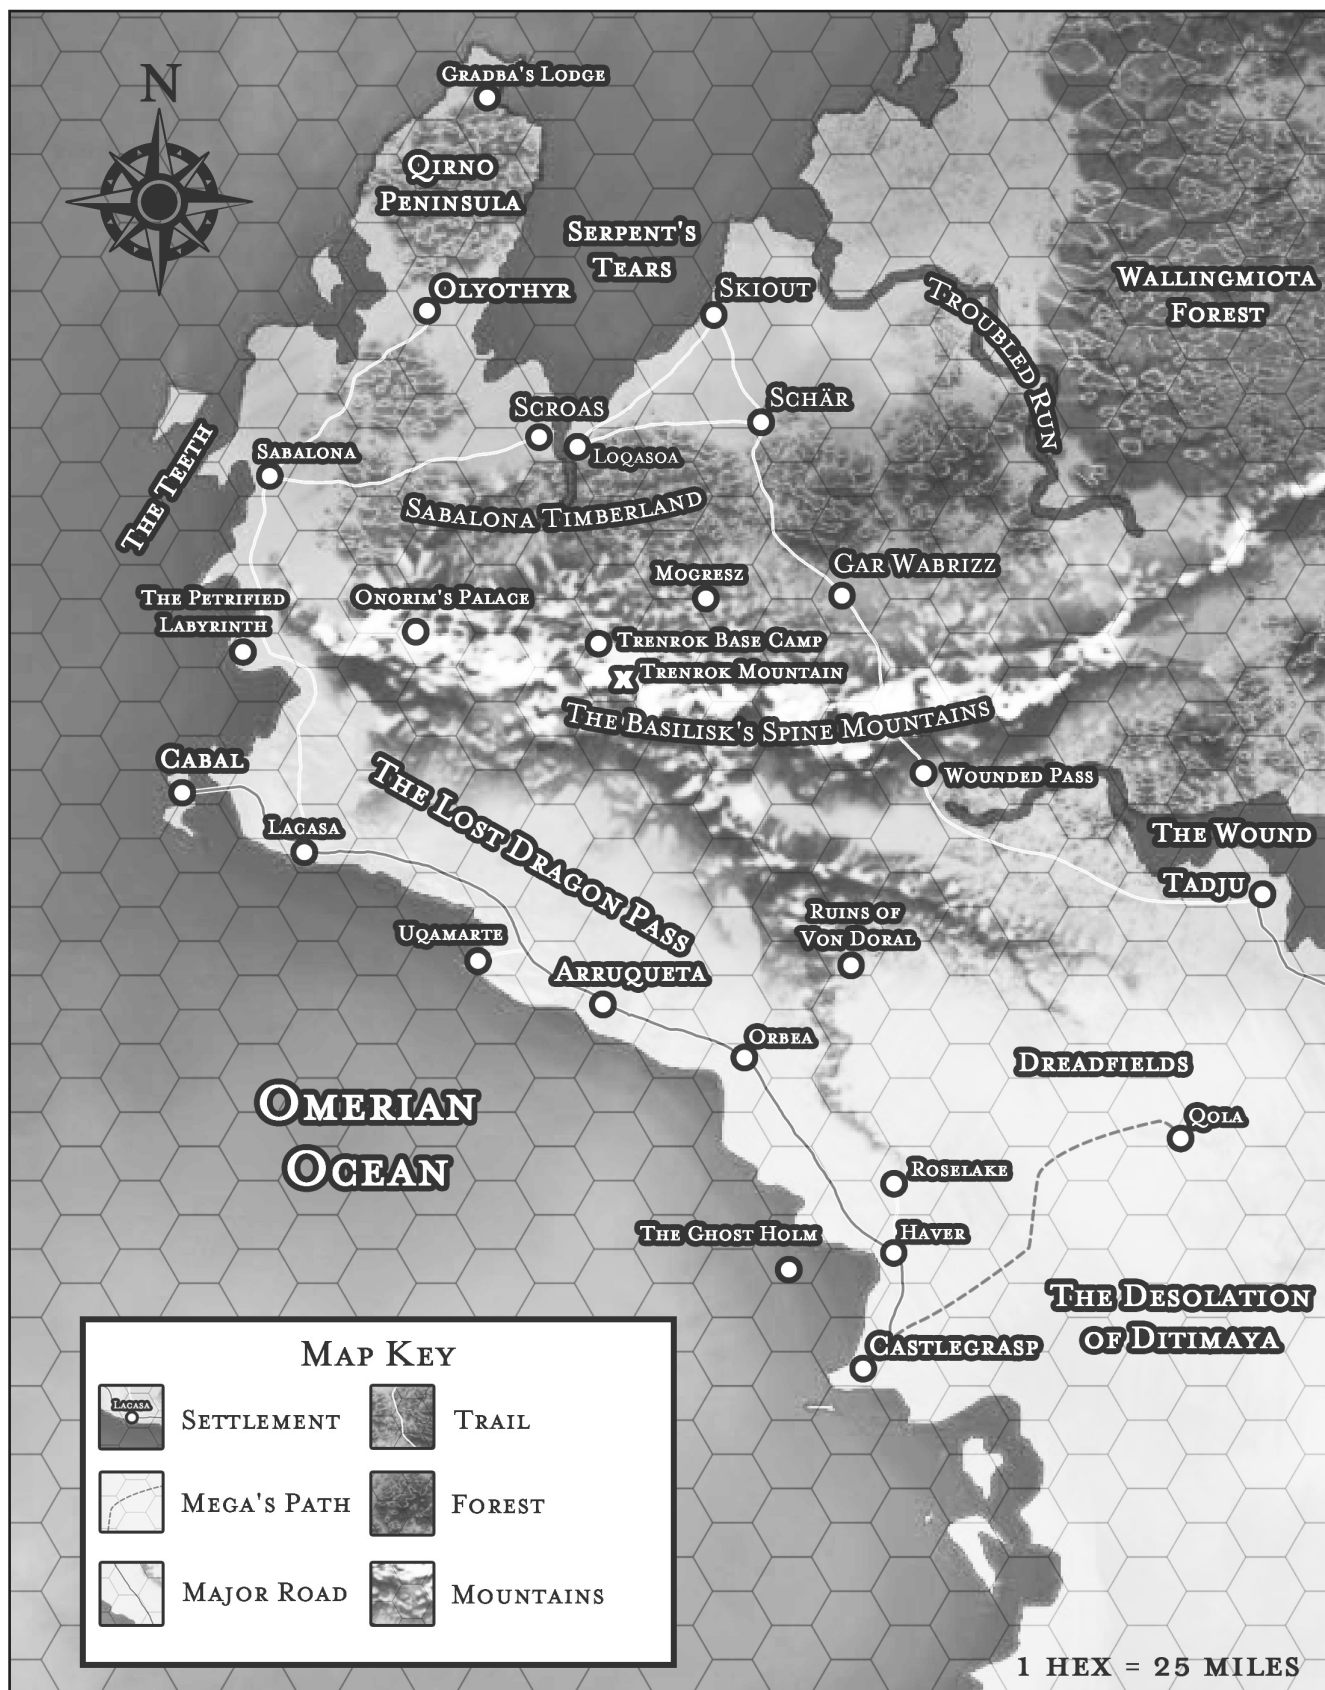 N
Gradba's Lodge
Qirno
Peninsula
Serpent's
Tears
Wallingmiota
Forest
Olyothyr
Skiout
Troubled Run
Scroas
Schär
The Teeth
Sabalona
Loqasoa
Sabalona Timberland
Gar Wabrizz
Mogresz
The Petrified
Labyrinth
Onorim's Palace
Trenrok Base Camp
X
Trenrok Mountain
The Basilisk's Spine Mountains
Cabal
Wounded Pass
The Lost Dragon Pass
Lacasa
The Wound
Tadju
Ruins of
Von Doral
Uqamarte
Arruqueta
Orbea
Dreadfields
Omerian
Ocean
Qola
Roselake
The Ghost Holm
Haver
The Desolation
of Ditimaya
Castlegrasp
Map Key
Lacasa
Settlement
Trail
Mega's Path
Forest
Major Road
Mountains
1 hex = 25 miles